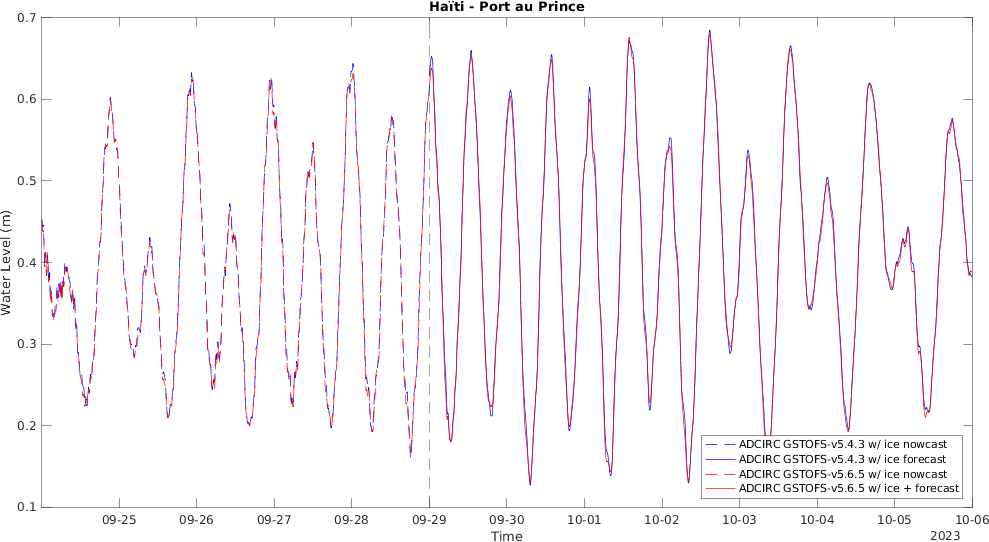 Haïti - Port au Prince
Water Level (m)
0.7
0.6
0.5
0.4
0.3
0.2
0.1
ADCIRC GSTOFS-v5.4.3 w/ ice nowcast
ADCIRC GSTOFS-v5.4.3 w/ ice forecast
ADCIRC GSTOFS-v5.6.5 w/ ice nowcast
ADCIRC GSTOFS-v5.6.5 w/ ice + forecast
09-25 09-26 09-27 09-28 09-29 09-30 10-01 10-02 10-03 10-04 10-05 10-06
Time
2023